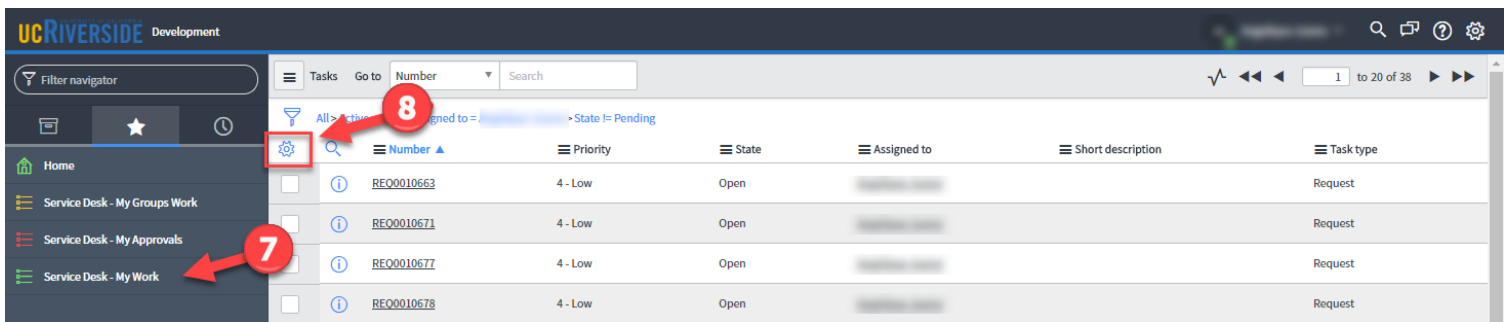 UCRIVERSIDE Development
Filter navigator
Home
Service Desk - My Groups Work
Service Desk - My Approvals
7
Service Desk - My Work
Tasks Go to Number Search
1 to 20 of 38
8
All > > State != Pending
Number Priority State Assigned to Short description Task type
REQ0010663 4 - Low Open Request
REQ0010671 4 - Low Open Request
REQ0010677 4 - Low Open Request
REQ0010678 4 - Low Open Request